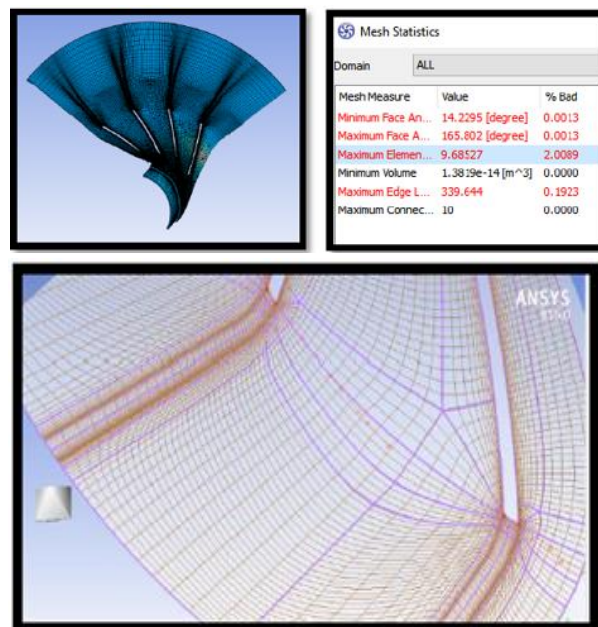 Mesh Statistics
Domain ALL
Mesh Measure Value % Bad
Minimum Face An... 14.2295 [degree] 0.0013
Maximum Face A... 165.802 [degree] 0.0013
Maximum Elemen... 9.68527 2.0089
Minimum Volume 1.3819e-14 [m^3] 0.0000
Maximum Edge L... 339.644 0.1923
Maximum Connec... 10 0.0000
ANSYS